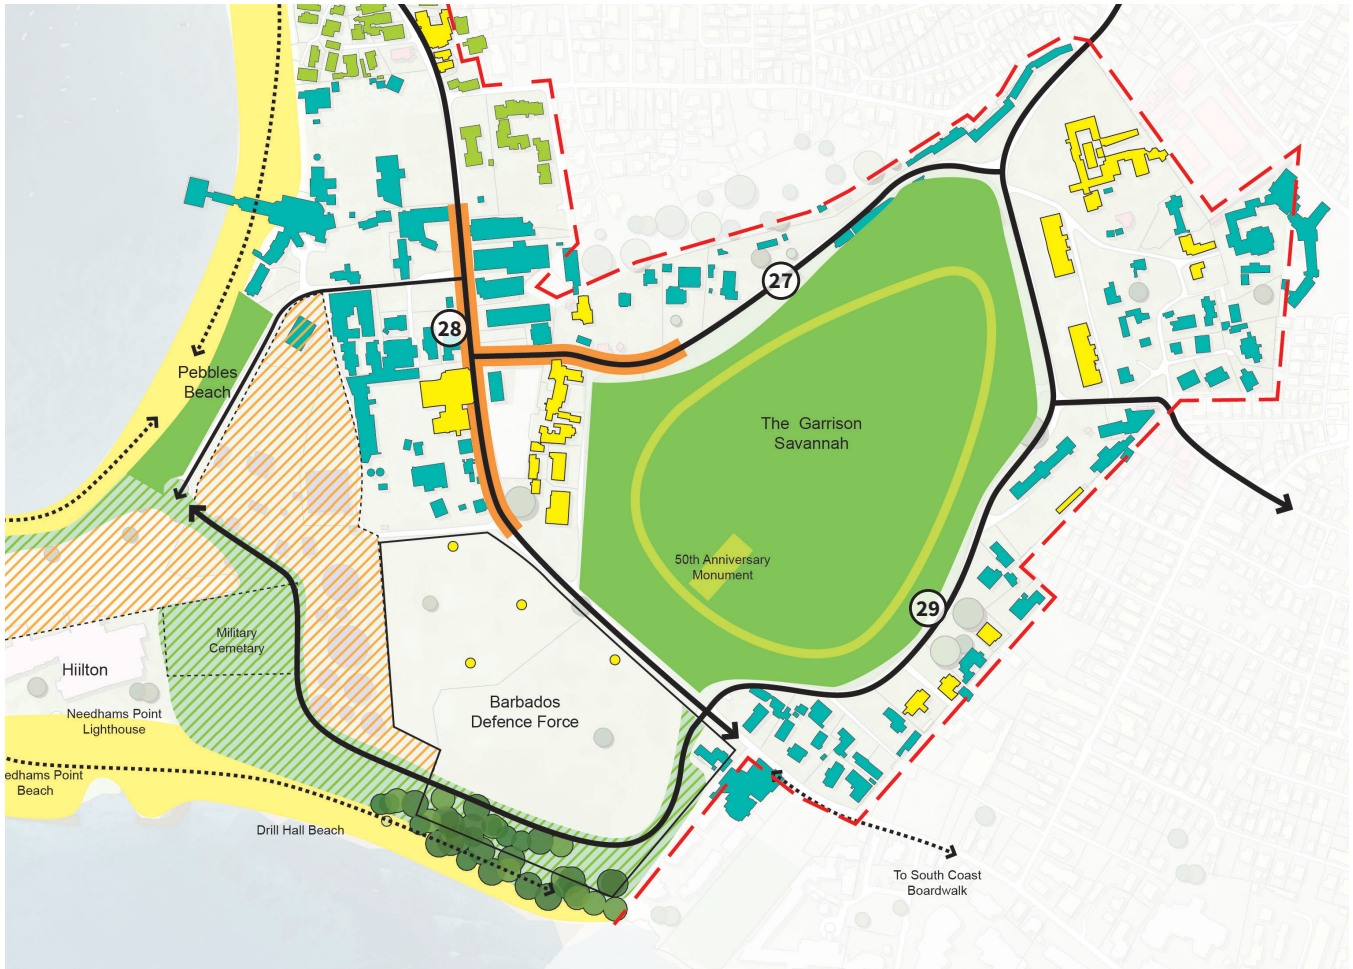 27
28
Pebbles
Beach
The Garrison
Savannah
50th Anniversary
Monument
29
Military
Cemetary
Hiilton
Barbados
Defence Force
Needhams Point
Lighthouse
edhams Point
Beach
Drill Hall Beach
To South Coast
Boardwalk